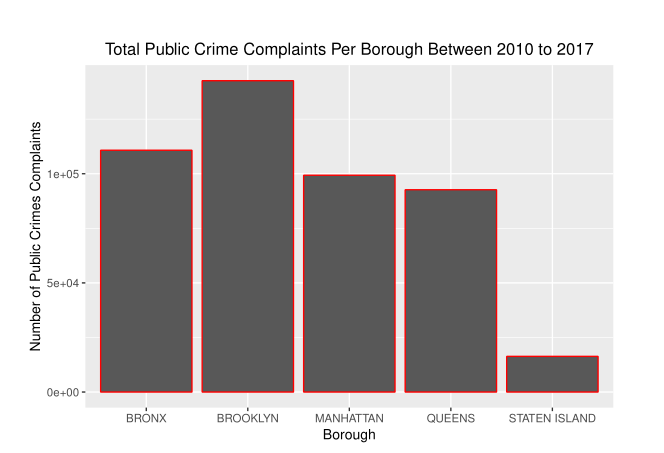 Total Public Crime Complaints Per Borough Between 2010 to 2017
Number of Public Crimes Complaints
1e+05
5e+04
0e+00
BRONX BROOKLYN MANHATTAN QUEENS STATEN ISLAND
Borough